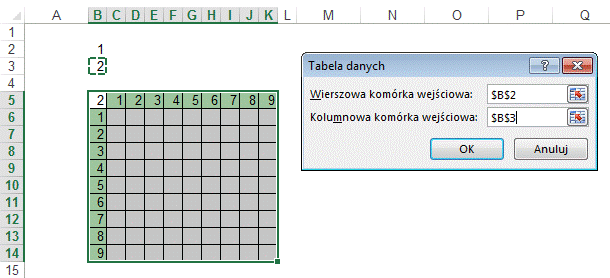 A B C D E F G H I J K L M N O P Q
1
2 1
3 2
4
5 2 1 2 3 4 5 6 7 8 9
6 1
7 2
8 3
9 4
10 5
11 6
12 7
13 8
14 9
15
Tabela danych
Wierszowa komórka wejściowa: $B$2
Kolumnowa komórka wejściowa: $B$3
OK Anuluj